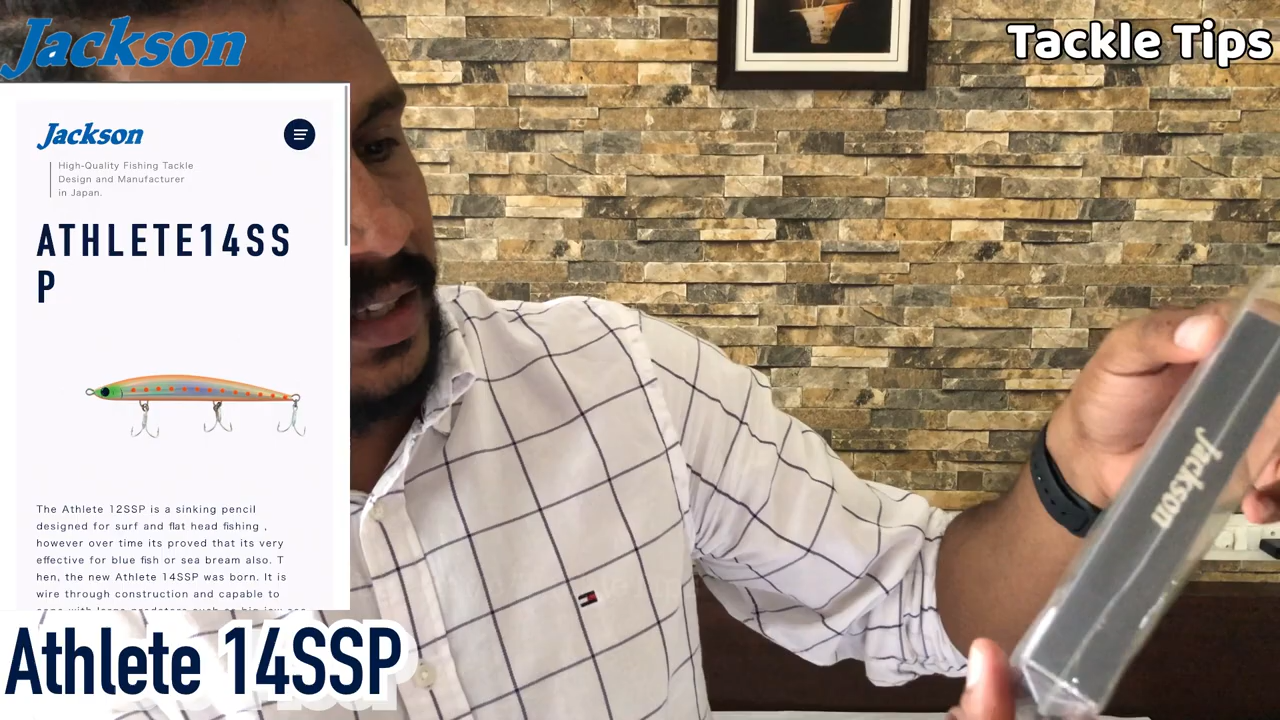 Jackson
Tackle Tips
Jackson
High-Quality Fishing Tackle
Design and Manufacturer
in Japan.
ATHLETE14SS
P
The Athlete 12SSP is a sinking pencil
designed for surf and flat head fishing ,
however over time its proved that its very
effective for blue fish or sea bream also. T
hen, the new Athlete 14SSP was born. It is
wire through construction and capable to
Jackson
Athlete 14SSP